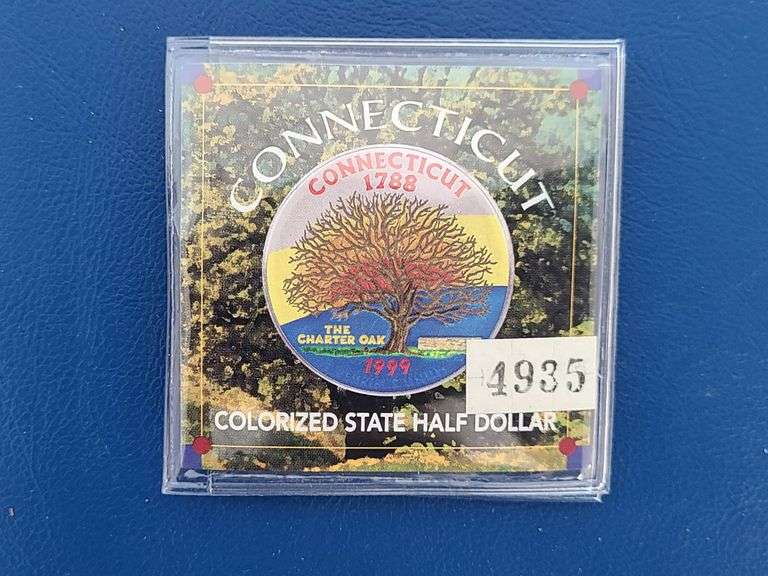 CONNECTICUT
CONNECTICUT
1788
THE
CHARTER OAK
1999
4935
COLORIZED STATE HALF DOLLAR